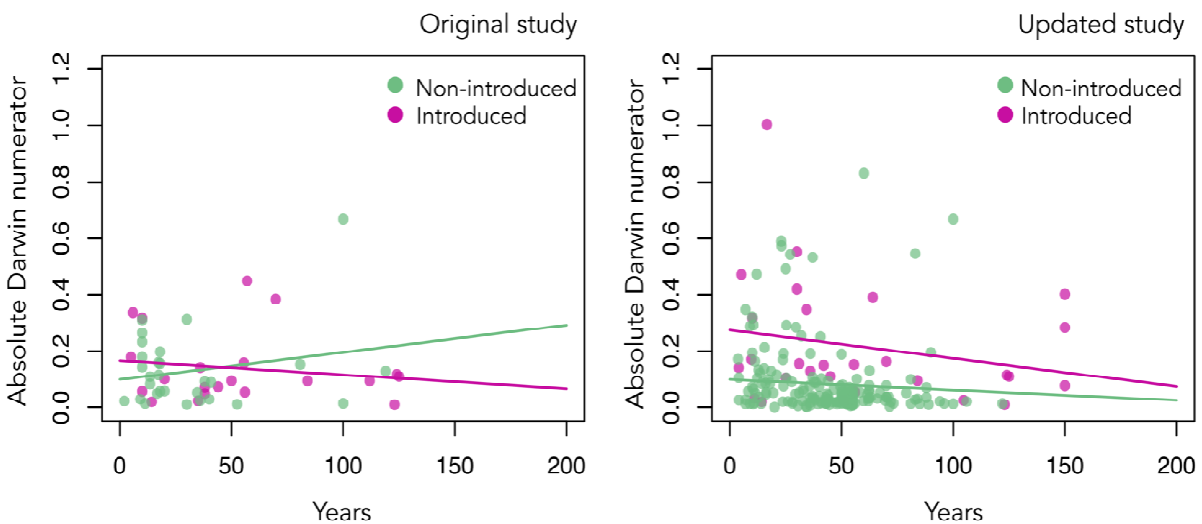 Original study
Absolute Darwin numerator
1.2
1.0
0.8
0.6
0.4
0.2
0.0
Non-introduced
Introduced
0 50 100 150 200
Years
Updated study
Absolute Darwin numerator
1.2
1.0
0.8
0.6
0.4
0.2
0.0
Non-introduced
Introduced
0 50 100 150 200
Years